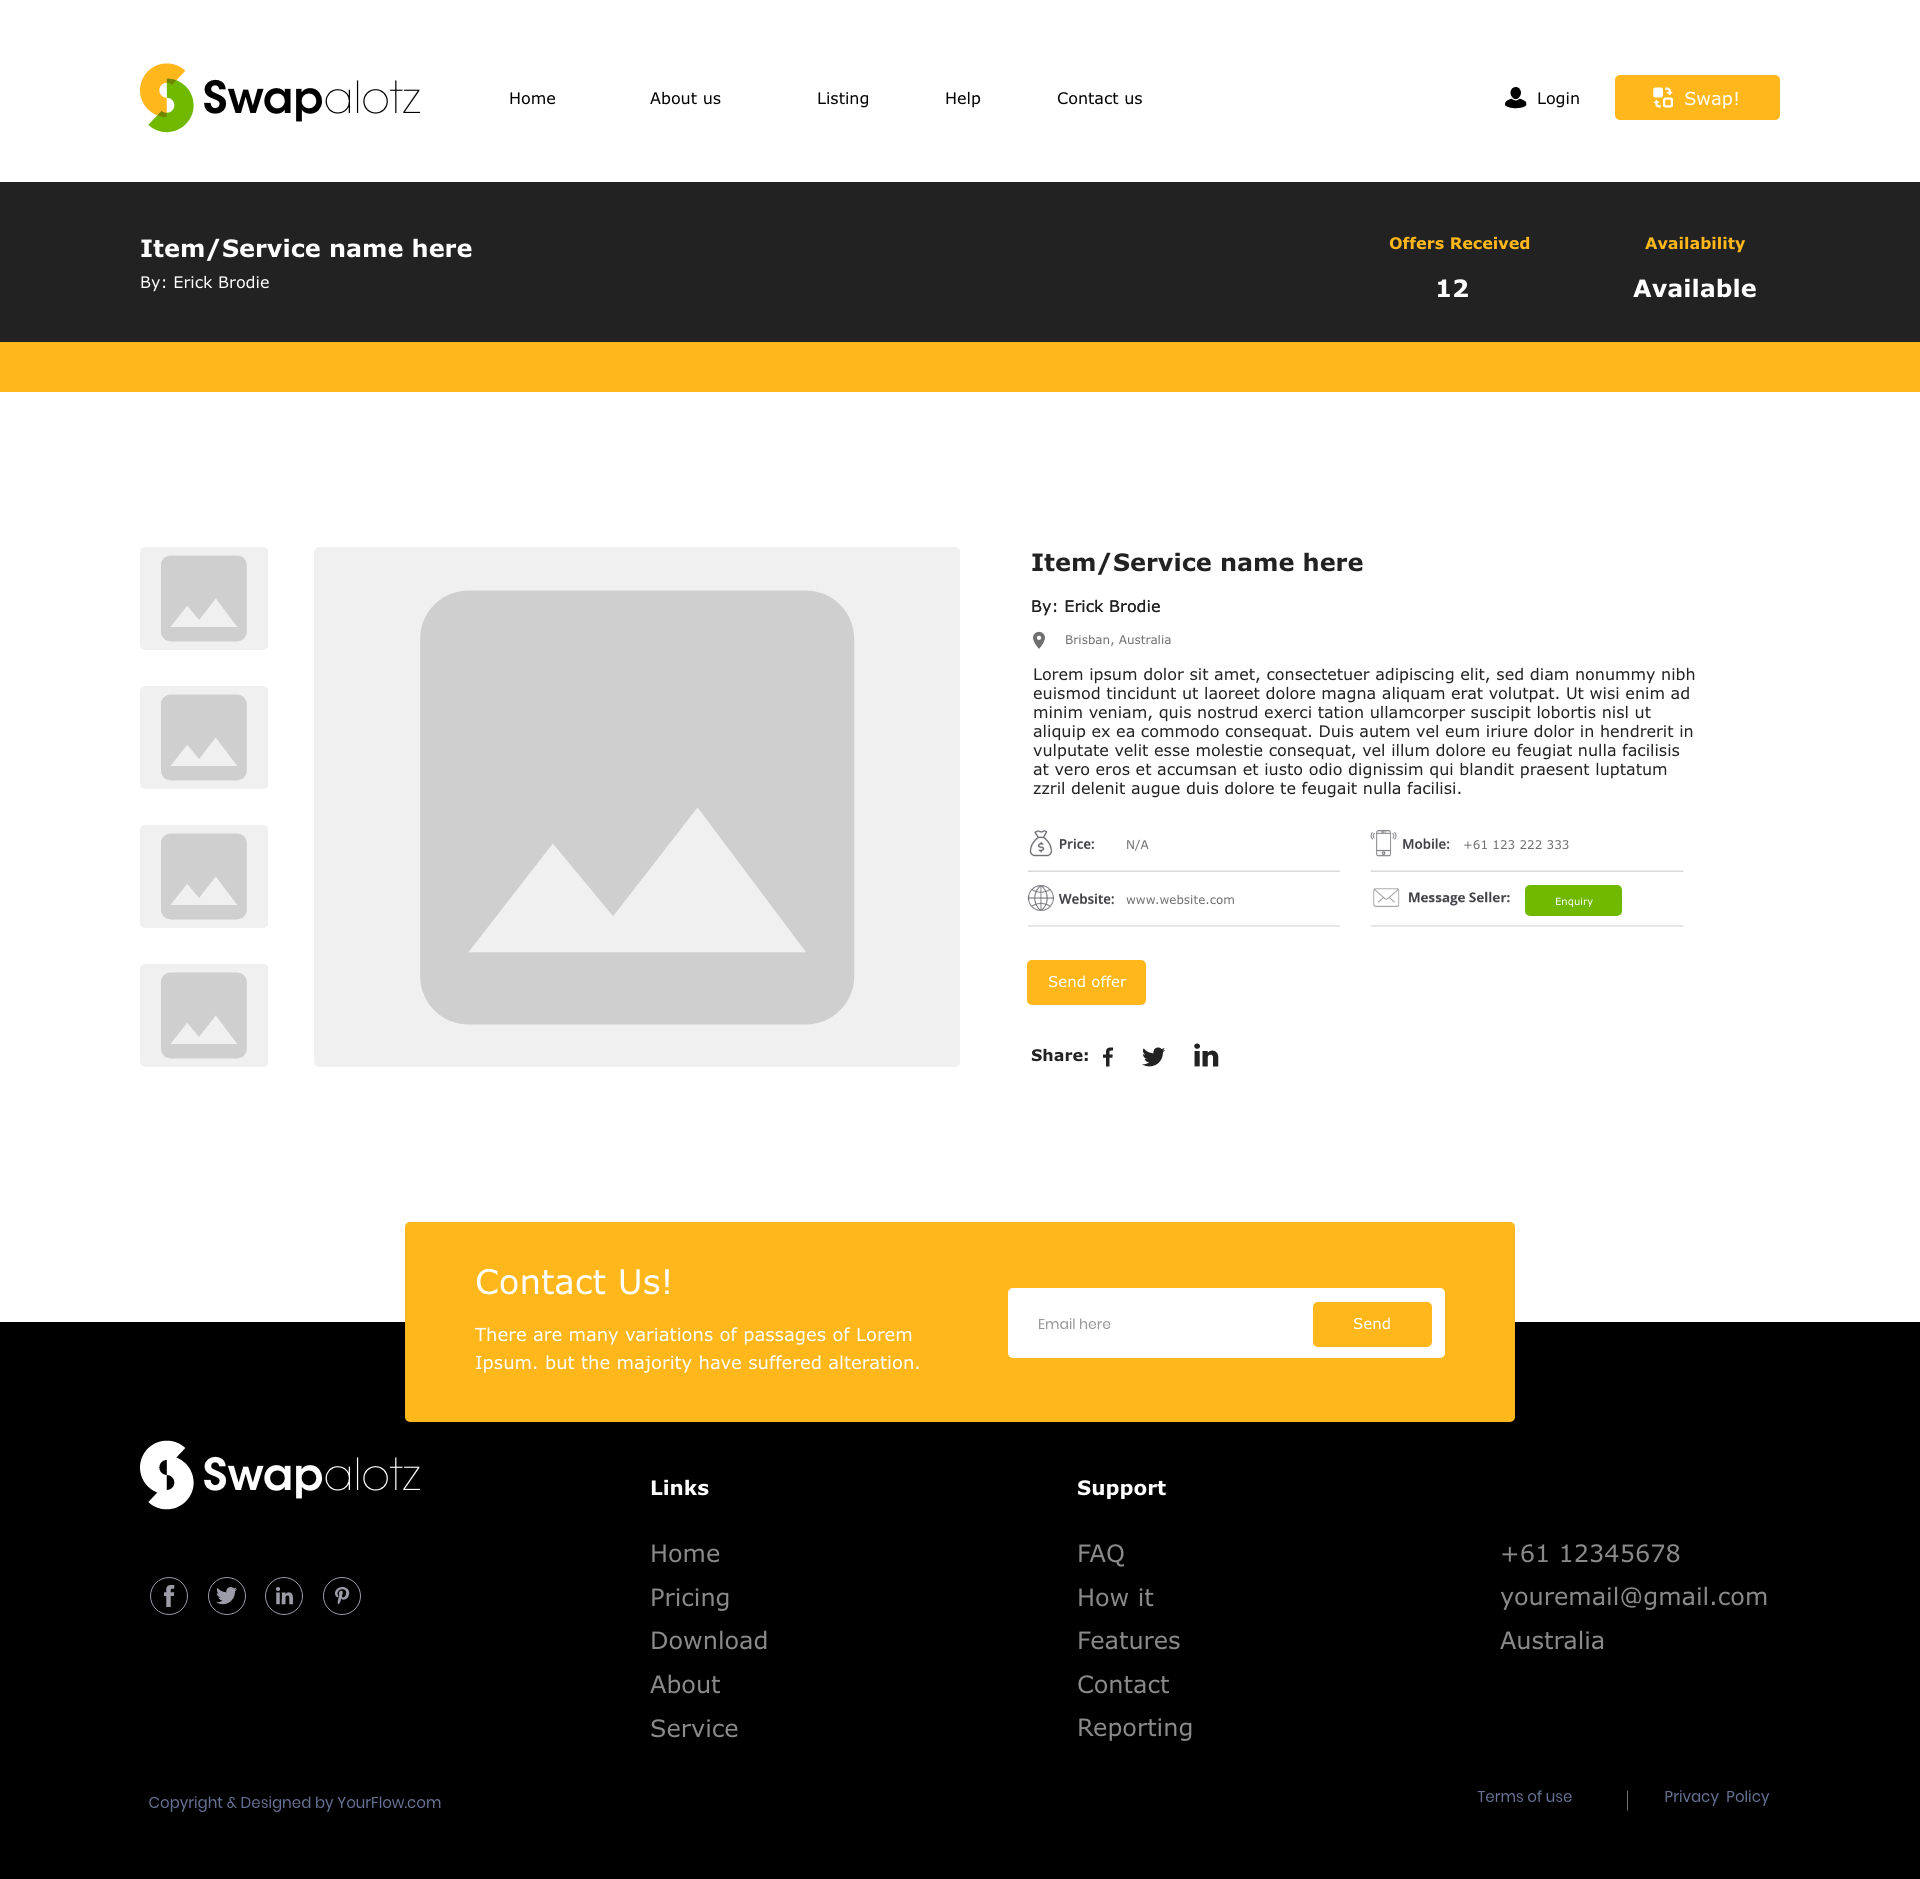 Swapalotz
Home
About us
Listing
Help
Contact us
Login
Swap!
Item/Service name here
By: Erick Brodie
Offers Received
12
Availability
Available
Item/Service name here
By: Erick Brodie
Brisban, Australia
Lorem ipsum dolor sit amet, consectetuer adipiscing elit, sed diam nonummy nibh
euismod tincidunt ut laoreet dolore magna aliquam erat volutpat. Ut wisi enim ad
minim veniam, quis nostrud exerci tation ullamcorper suscipit lobortis nisl ut
aliquip ex ea commodo consequat. Duis autem vel eum iriure dolor in hendrerit in
vulputate velit esse molestie consequat, vel illum dolore eu feugiat nulla facilisis
at vero eros et accumsan et iusto odio dignissim qui blandit praesent luptatum
zzril delenit augue duis dolore te feugait nulla facilisi.
Price: N/A
Mobile: +61 123 222 333
Website: www.website.com
Message Seller: Enquiry
Send offer
Share:
Contact Us!
There are many variations of passages of Lorem
Ipsum. but the majority have suffered alteration.
Email here
Send
Swapalotz
Links
Home
Pricing
Download
About
Service
Support
FAQ
How it
Features
Contact
Reporting
+61 12345678
youremail@gmail.com
Australia
Copyright & Designed by YourFlow.com
Terms of use | Privacy Policy